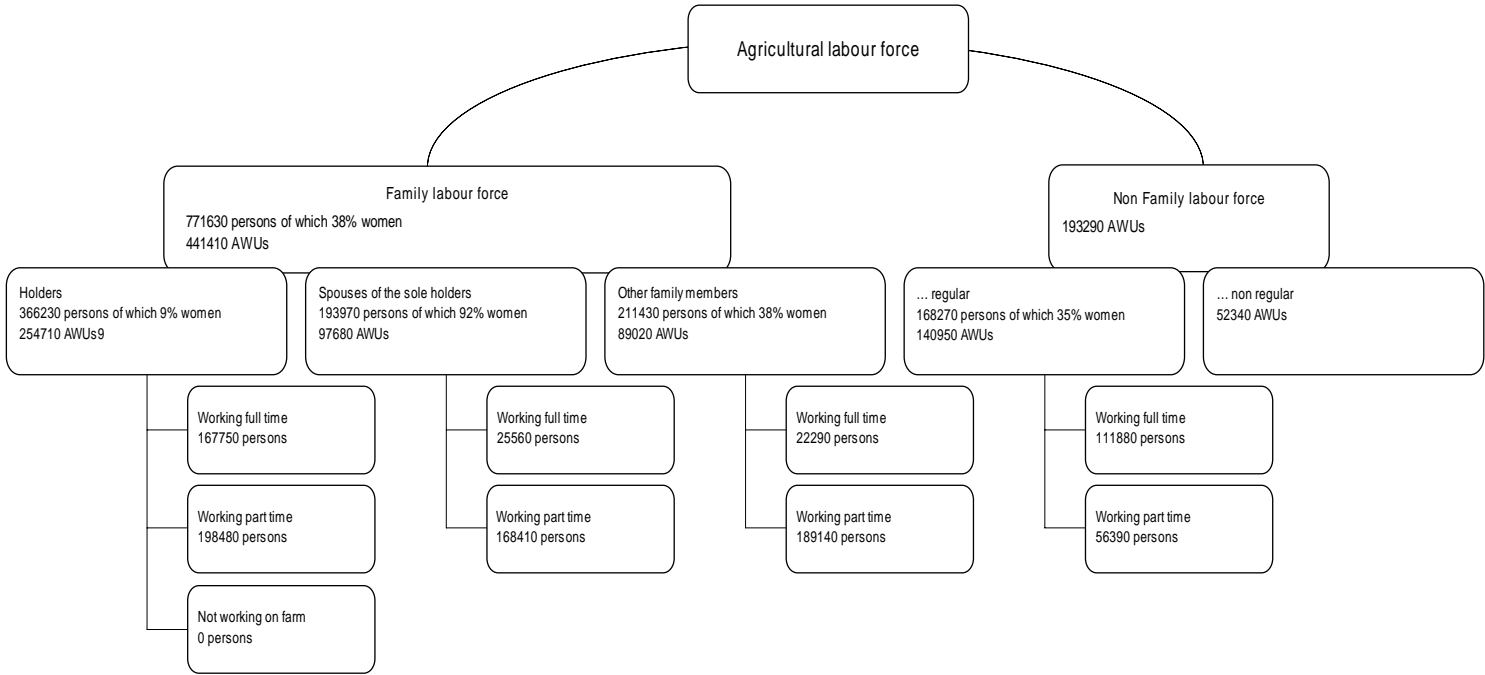 Agricultural labour force
Family labour force
771630 persons of which 38% women
441410 AWUs
Non Family labour force
193290 AWUs
Holders
366230 persons of which 9% women
254710 AWUs9
Spouses of the sole holders
193970 persons of which 92% women
97680 AWUs
Other family members
211430 persons of which 38% women
89020 AWUs
... regular
168270 persons of which 35% women
140950 AWUs
... non regular
52340 AWUs
Working full time
167750 persons
Working full time
25560 persons
Working full time
22290 persons
Working full time
111880 persons
Working part time
198480 persons
Working part time
168410 persons
Working part time
189140 persons
Working part time
56390 persons
Not working on farm
0 persons